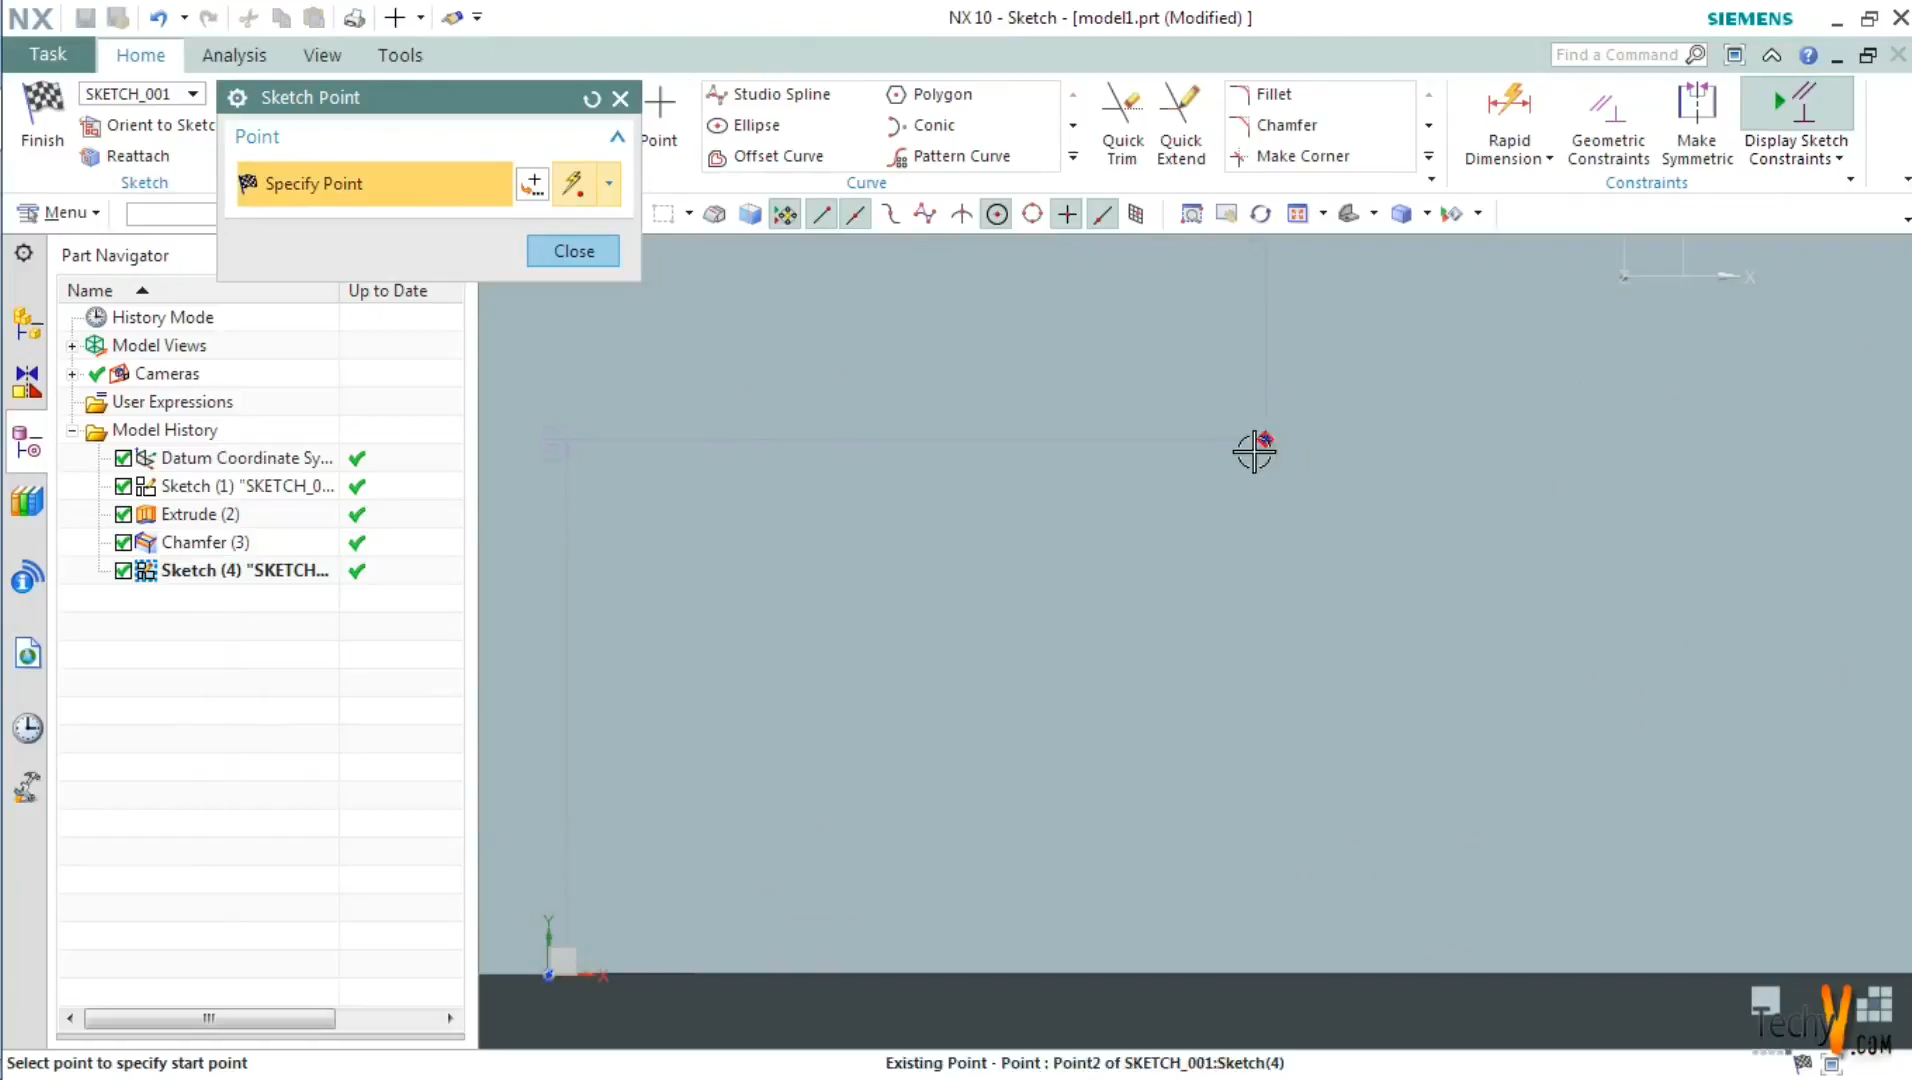 NX
NX 10 - Sketch - [model1.prt (Modified) ]
SIEMENS
Task
Home
Analysis
View
Tools
Find a Command
Finish
SKETCH_001
Orient to Sketc
Reattach
Sketch
Sketch Point
Point
Specify Point
Close
oint
Studio Spline
Ellipse
Offset Curve
Polygon
Conic
Pattern Curve
Curve
Quick
Trim
Quick
Extend
Fillet
Chamfer
Make Corner
Rapid
Dimension
Geometric
Constraints
Make
Symmetric
Display Sketch
Constraints
Constraints
Menu
Part Navigator
Name
Up to Date
History Mode
Model Views
Cameras
User Expressions
Model History
Datum Coordinate Sy...
Sketch (1) "SKETCH_0...
Extrude (2)
Chamfer (3)
Sketch (4) "SKETCH...
X
Y
X
Techy
.COM
Select point to specify start point
Existing Point - Point : Point2 of SKETCH_001:Sketch(4)